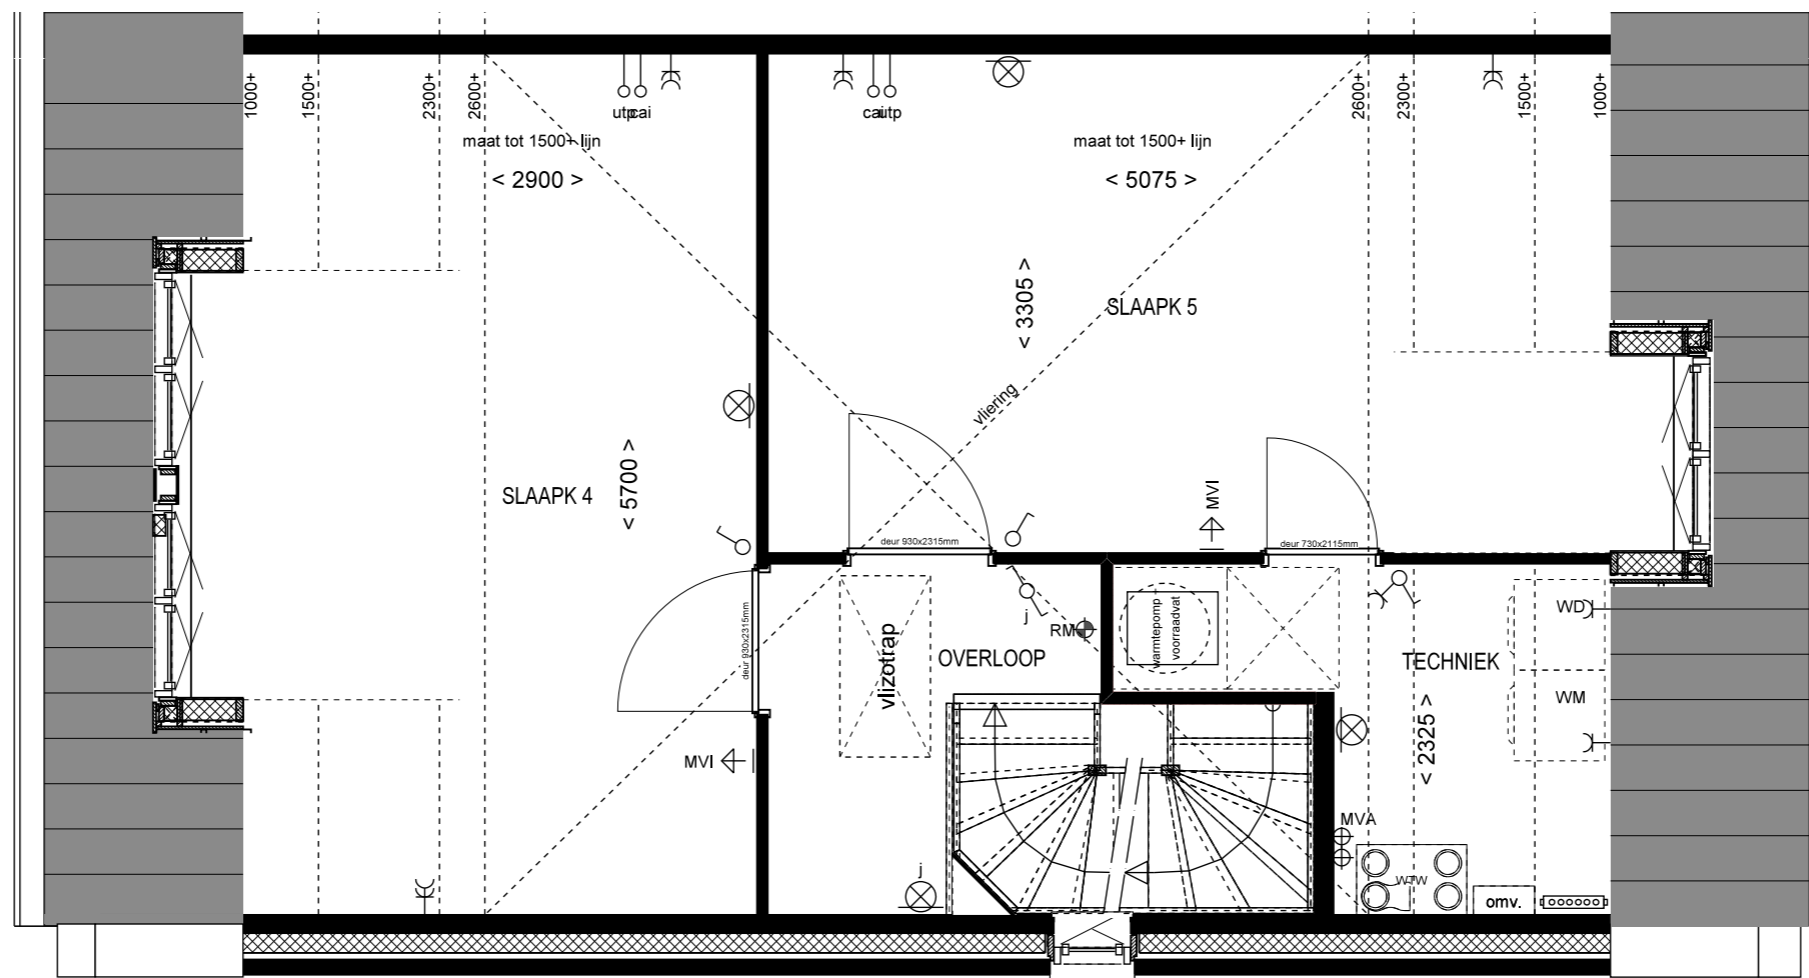 1000+
1500+
2300+
2600+
utp
cai
cai
utp
2600+
2300+
1500+
1000+
maat tot 1500+ lijn
< 2900 >
maat tot 1500+ lijn
< 5075 >
< 3305 >
SLAAPK 5
vliering
SLAAPK 4
< 5700 >
MVI
deur 930x2315mm
deur 730x2115mm
deur 930x2315mm
vlizotrap
j
RM
OVERLOOP
warmtepomp +
voorraadvat
TECHNIEK
WD
WM
< 2325 >
MVI
MVA
j
WTW
omv.